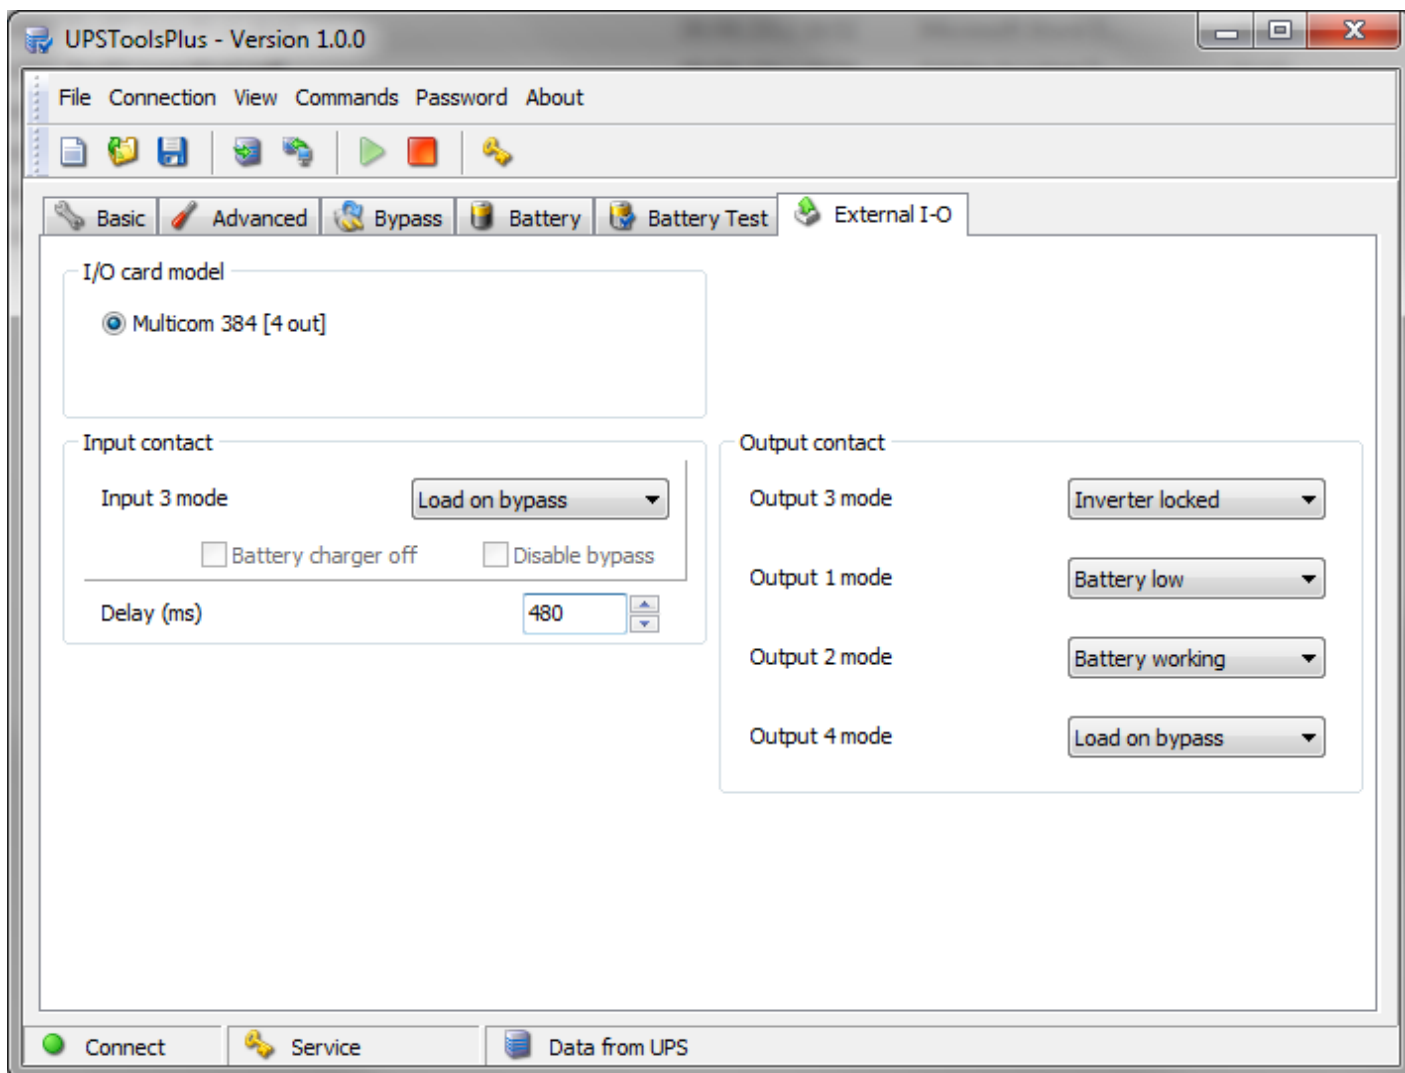 UPSToolsPlus - Version 1.0.0
File Connection View Commands Password About
Basic Advanced Bypass Battery Battery Test External I-O
I/O card model
Multicom 384 [4 out]
Input contact
Input 3 mode Load on bypass
Battery charger off Disable bypass
Delay (ms) 480
Output contact
Output 3 mode Inverter locked
Output 1 mode Battery low
Output 2 mode Battery working
Output 4 mode Load on bypass
Connect Service Data from UPS